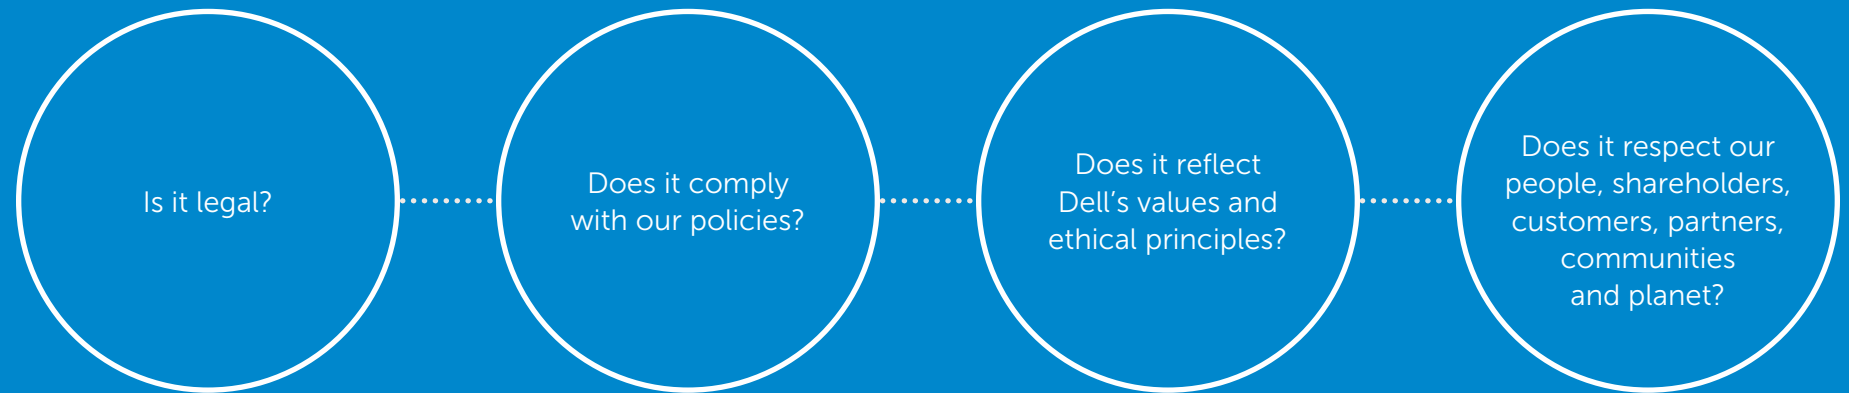 Is it legal?
Does it comply
with our policies?
Does it reflect
Dell's values and
ethical principles?
Does it respect our
people, shareholders,
customers, partners,
communities
and planet?